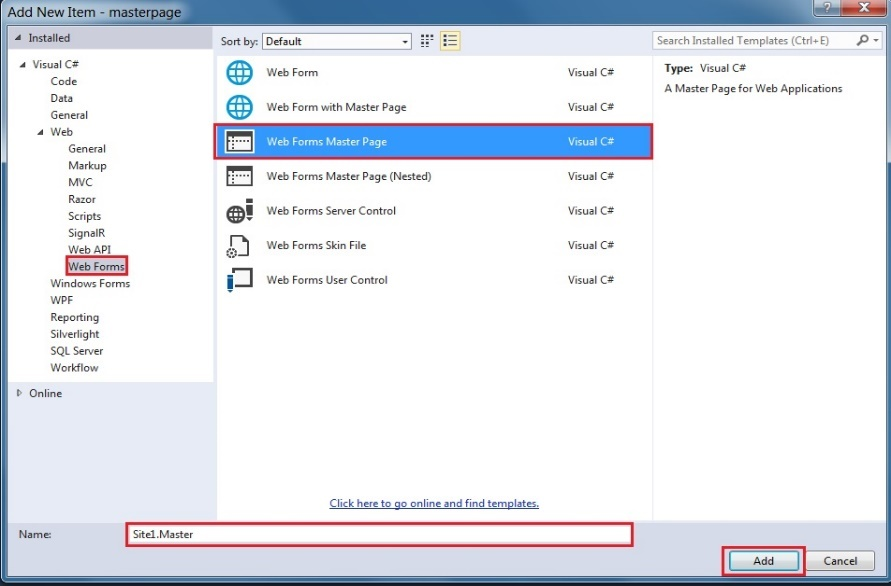 Add New Item - masterpage
Installed
Sort by: Default
Search Installed Templates (Ctrl+E)
Visual C#
Code
Data
General
Web
General
Markup
MVC
Razor
Scripts
SignalR
Web API
Web Forms
Windows Forms
WPF
Reporting
Silverlight
SQL Server
Workflow
Online
Web Form Visual C#
Web Form with Master Page Visual C#
Web Forms Master Page Visual C#
Web Forms Master Page (Nested) Visual C#
Web Forms Server Control Visual C#
Web Forms Skin File Visual C#
Web Forms User Control Visual C#
Type: Visual C#
A Master Page for Web Applications
Click here to go online and find templates.
Name: Site1.Master
Add Cancel